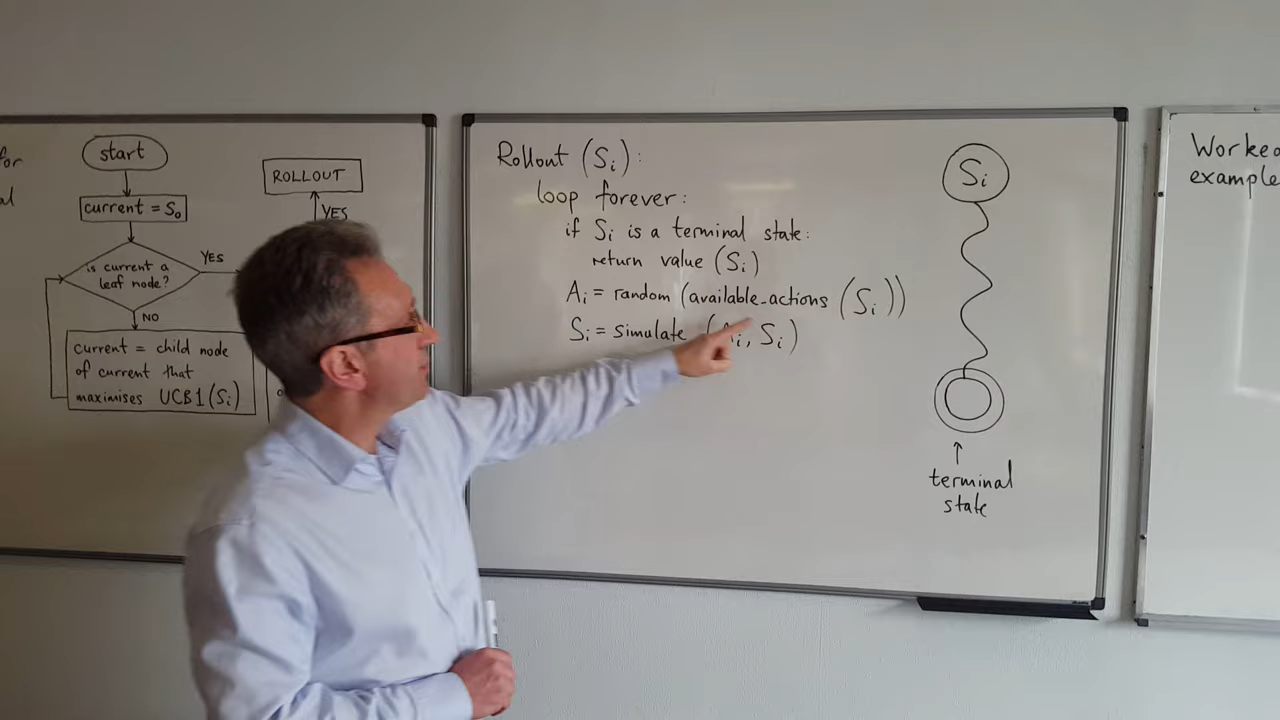 for
al
start
current = S₀
is current a
leaf node?
YES
NO
current = child node
of current that
maximises UCB1(Si)
ROLLOUT
YES
Rollout (Si):
loop forever:
if Si is a terminal state:
return value (Si)
Ai = random (available-actions (Si))
Si = simulate (Ai, Si)
Si
terminal
state
Worked
example